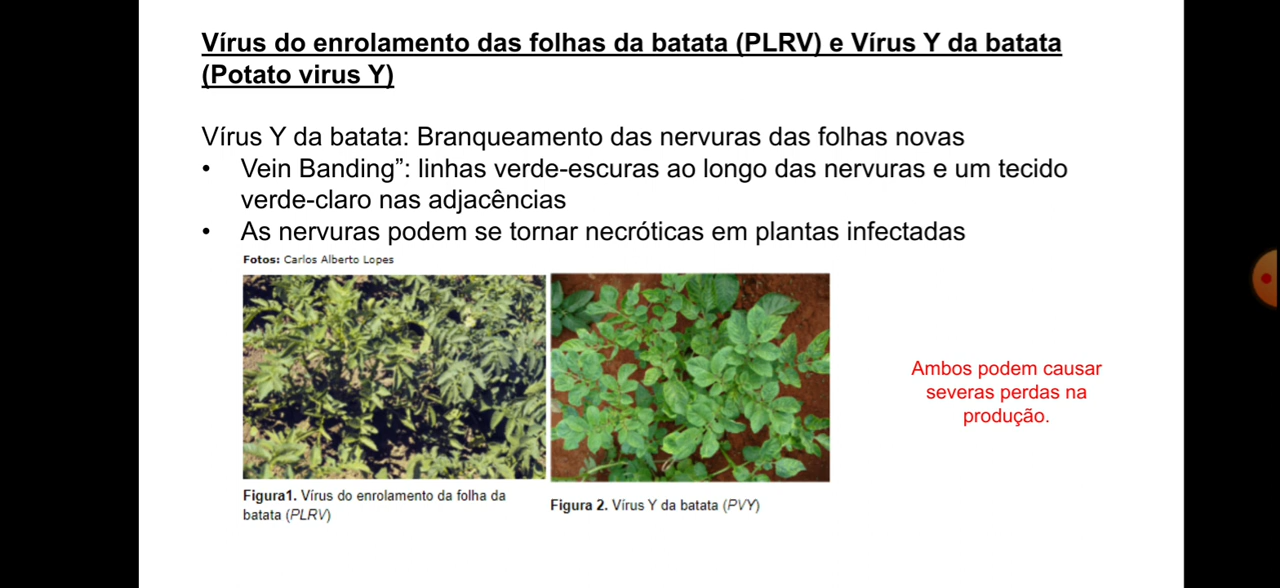 Vírus do enrolamento das folhas da batata (PLRV) e Vírus Y da batata
(Potato virus Y)
Vírus Y da batata: Branqueamento das nervuras das folhas novas
• Vein Banding”: linhas verde-escuras ao longo das nervuras e um tecido
verde-claro nas adjacências
• As nervuras podem se tornar necróticas em plantas infectadas
Fotos: Carlos Alberto Lopes
Ambos podem causar
severas perdas na
produção.
Figura1. Vírus do enrolamento da folha da
batata (PLRV)
Figura 2. Vírus Y da batata (PVY)